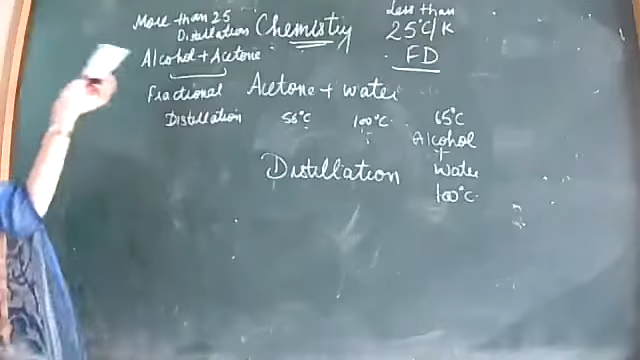 More than 25
Distillation
Alcohol + Acetone
Fractional
Distillation
Chemistry
Less than
25°C/K
FD
Acetone + water
56°C 100°C
65°C
Alcohol
+
Water
100°C
Distillation